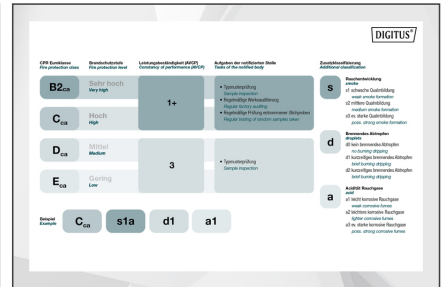 DIGITUS®
CPR Euroklasse
Fire protection class
Brandschutzstufe
Fire protection level
Leistungsbeständigkeit (AVCP)
Constancy of performance (AVCP)
Aufgaben der notifizierten Stelle
Tasks of the notified body
Zusatzklassifizierung
Additional classification
B2ca
Sehr hoch
Very high
1+
• Typmusterprüfung
Sample inspection
• Regelmäßige Werksauditierung
Regular factory auditing
• Regelmäßige Prüfung entnommener Stichproben
Regular testing of random samples taken
Cca
Hoch
High
Dca
Mittel
Medium
3
• Typmusterprüfung
Sample inspection
Eca
Gering
Low
s
Rauchentwicklung
smoke
s1 schwache Qualmbildung
weak smoke formation
s2 mittlere Qualmbildung
medium smoke formation
s3 ev. starke Qualmbildung
poss. strong smoke formation
d
Brennendes Abtropfen
droplets
d0 kein brennendes Abtropfen
no burning dripping
d1 kurzzeitiges brennendes Abtropfen
brief burning dripping
d2 kurzzeitiges brennendes Abtropfen
brief burning dripping
a
Acidität Rauchgase
acid
a1 leicht korrosive Rauchgase
weak corrosive fumes
a2 leichtere korrosive Rauchgase
lighter corrosive fumes
a3 ev. starke korrosive Rauchgase
poss. strong corrosive fumes
Beispiel
Example
Cca
s1a
d1
a1